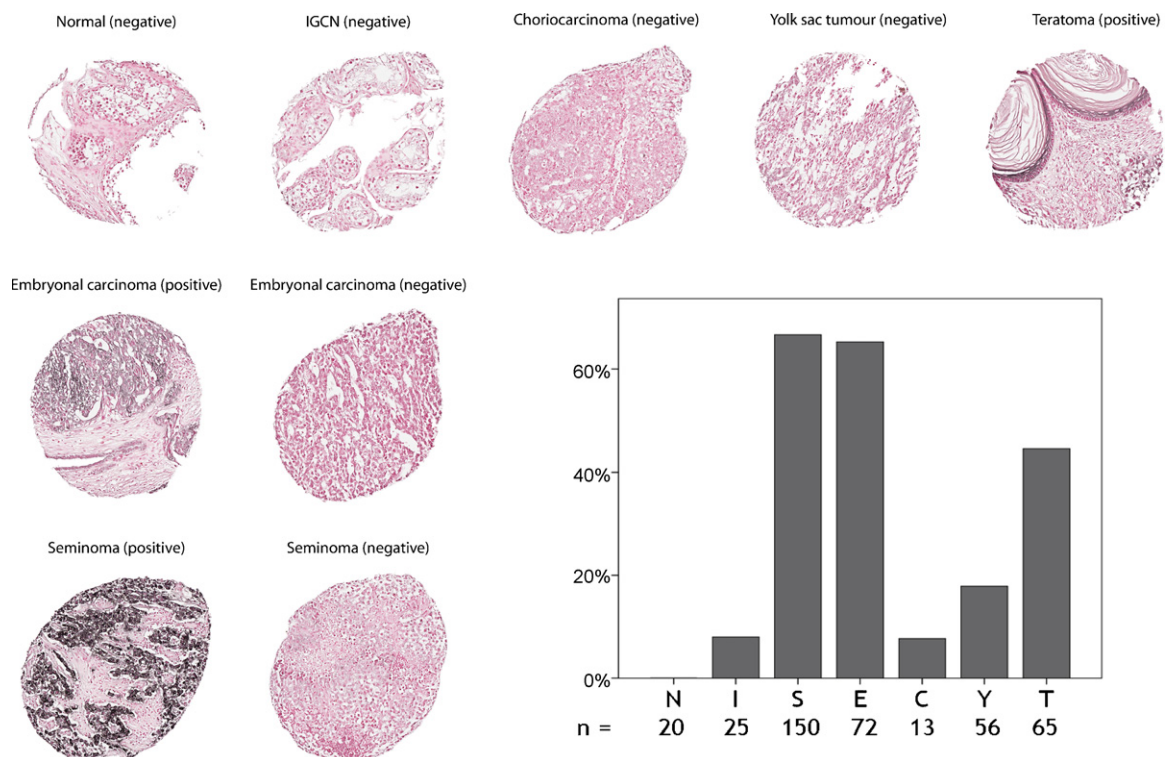 Normal (negative)
IGCN (negative)
Choriocarcinoma (negative)
Yolk sac tumour (negative)
Teratoma (positive)
Embryonal carcinoma (positive)
Embryonal carcinoma (negative)
Seminoma (positive)
Seminoma (negative)
60%
40%
20%
0%
N I S E C Y T
n = 20 25 150 72 13 56 65